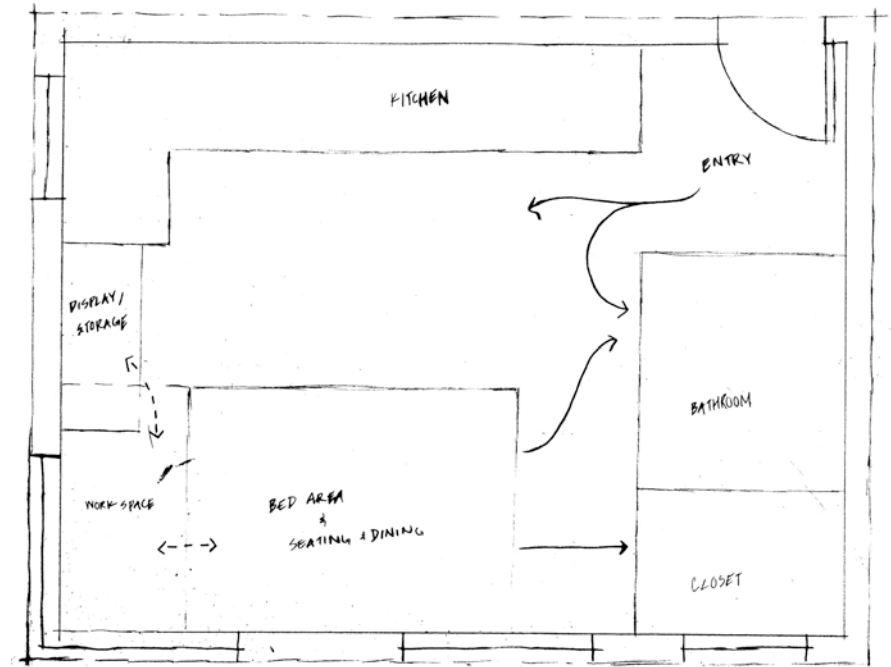 KITCHEN
ENTRY
DISPLAY/
STORAGE
BATHROOM
WORK SPACE
BED AREA
&
SEATING & DINING
CLOSET